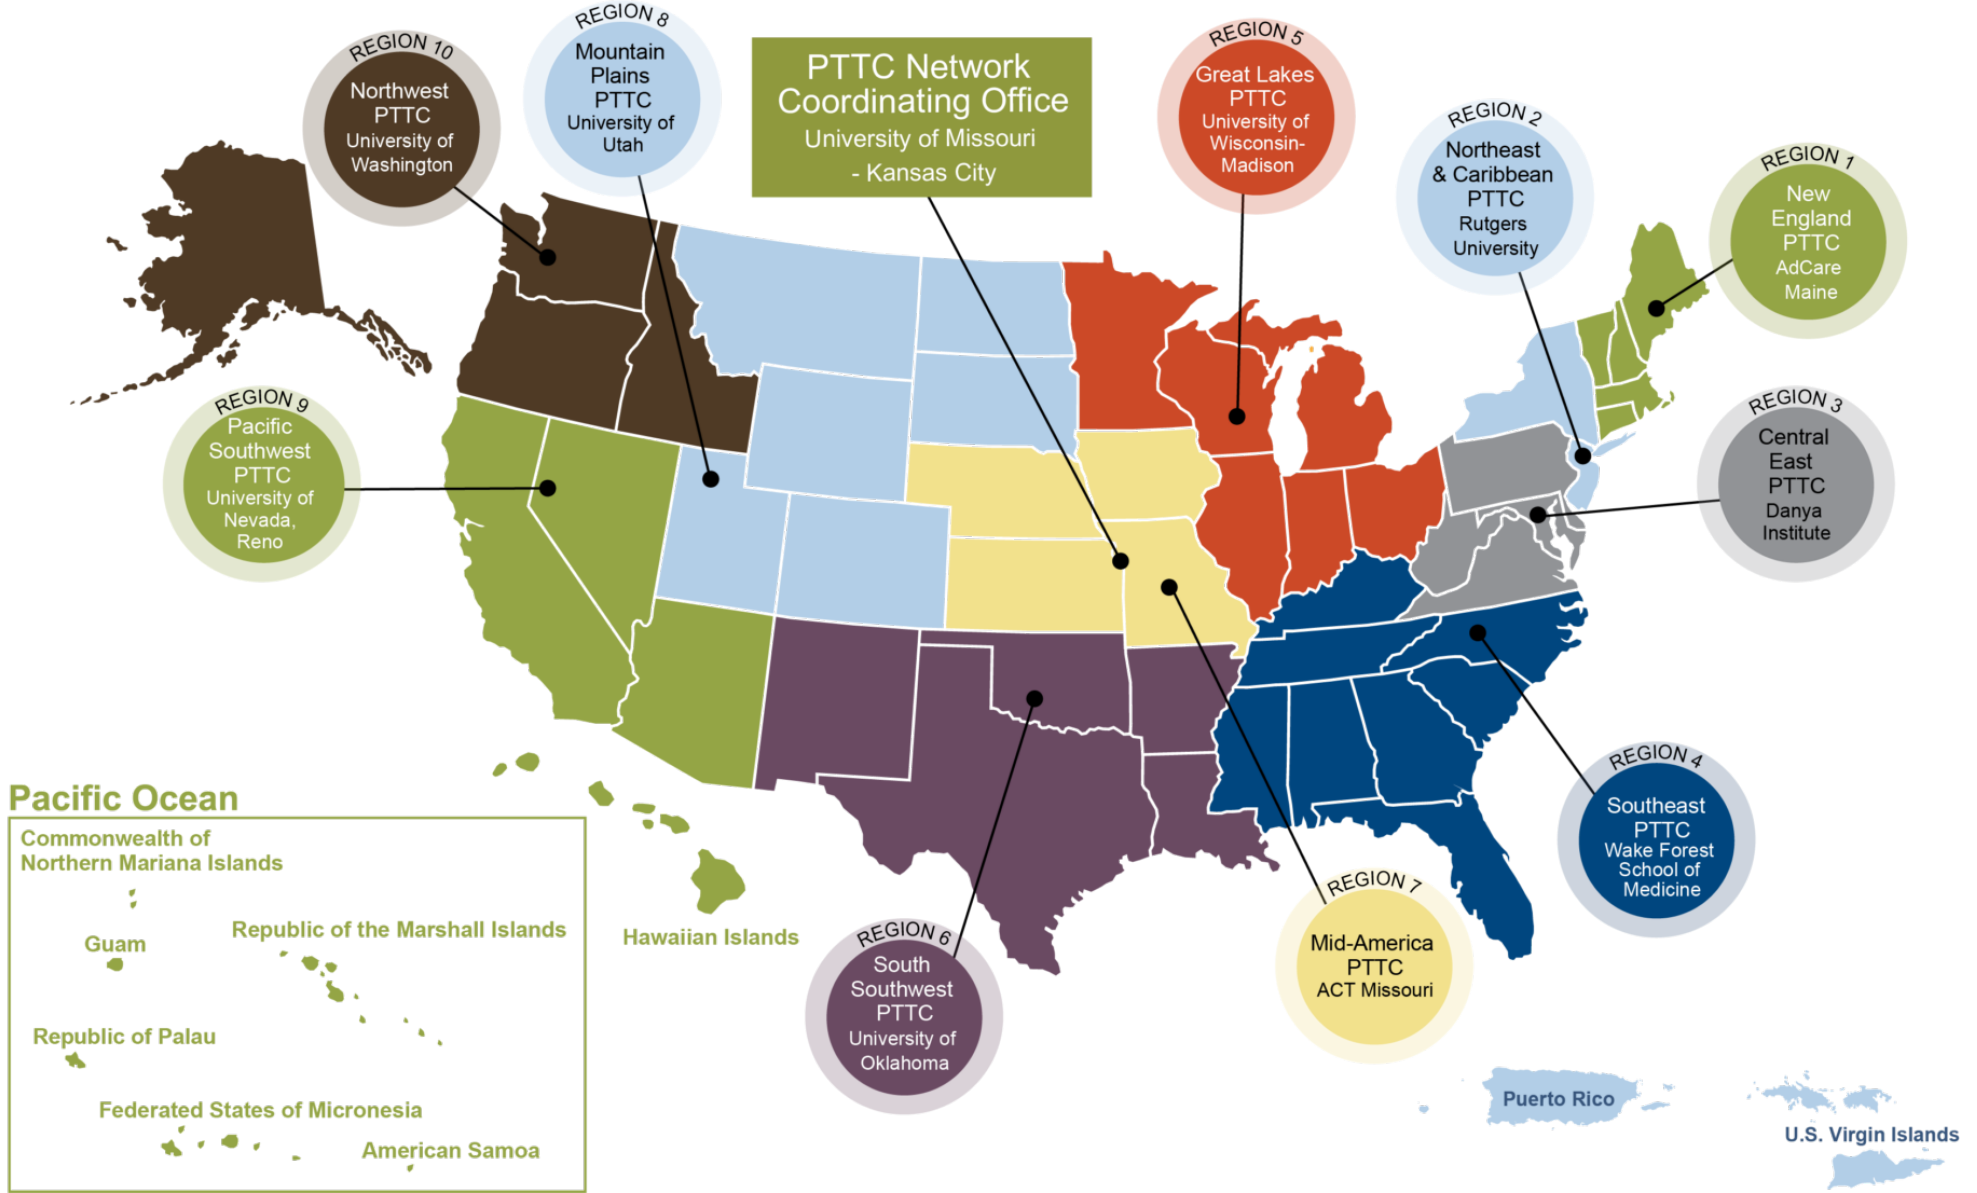 REGION 10
Northwest
PTTC
University of
Washington
REGION 8
Mountain
Plains
PTTC
University of
Utah
PTTC Network
Coordinating Office
University of Missouri
- Kansas City
REGION 5
Great Lakes
PTTC
University of
Wisconsin-
Madison
REGION 2
Northeast
& Caribbean
PTTC
Rutgers
University
REGION 1
New
England
PTTC
AdCare
Maine
REGION 9
Pacific
Southwest
PTTC
University of
Nevada,
Reno
REGION 3
Central
East
PTTC
Danya
Institute
REGION 4
Southeast
PTTC
Wake Forest
School of
Medicine
REGION 7
Mid-America
PTTC
ACT Missouri
REGION 6
South
Southwest
PTTC
University of
Oklahoma
Pacific Ocean
Commonwealth of
Northern Mariana Islands
Guam
Republic of the Marshall Islands
Republic of Palau
Federated States of Micronesia
American Samoa
Hawaiian Islands
Puerto Rico
U.S. Virgin Islands